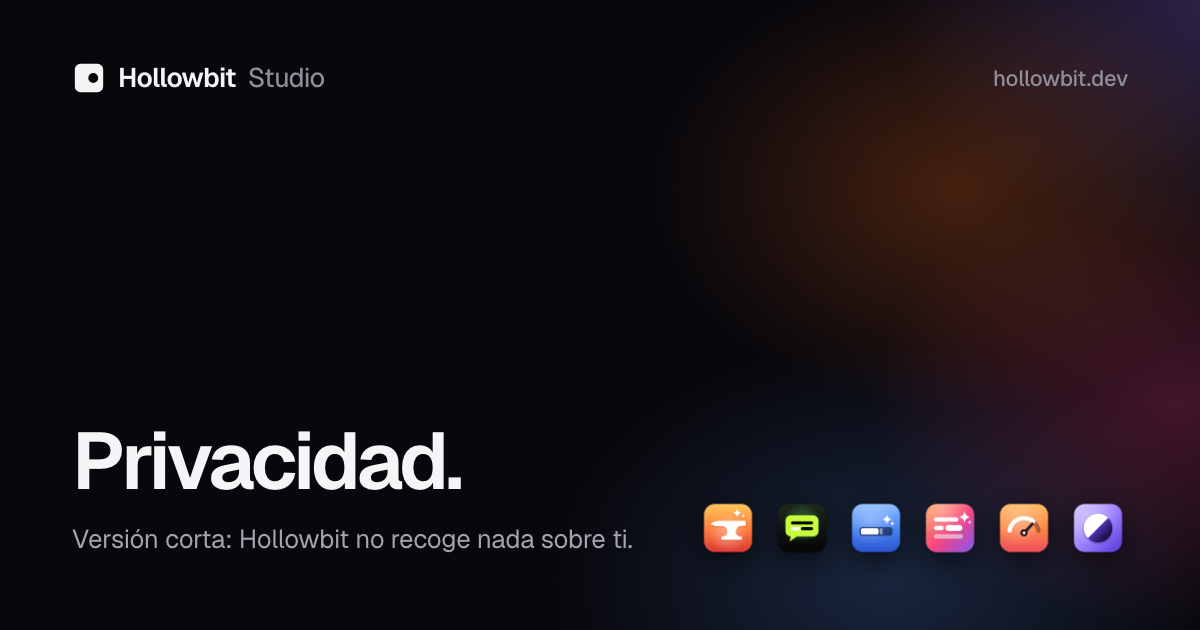 Hollowbit Studio
hollowbit.dev
Privacidad.
Versión corta: Hollowbit no recoge nada sobre ti.